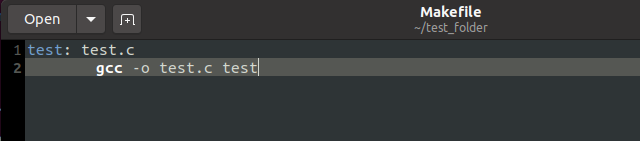 Open
Makefile
~/test_folder
1 test: test.c
2 gcc -o test.c test